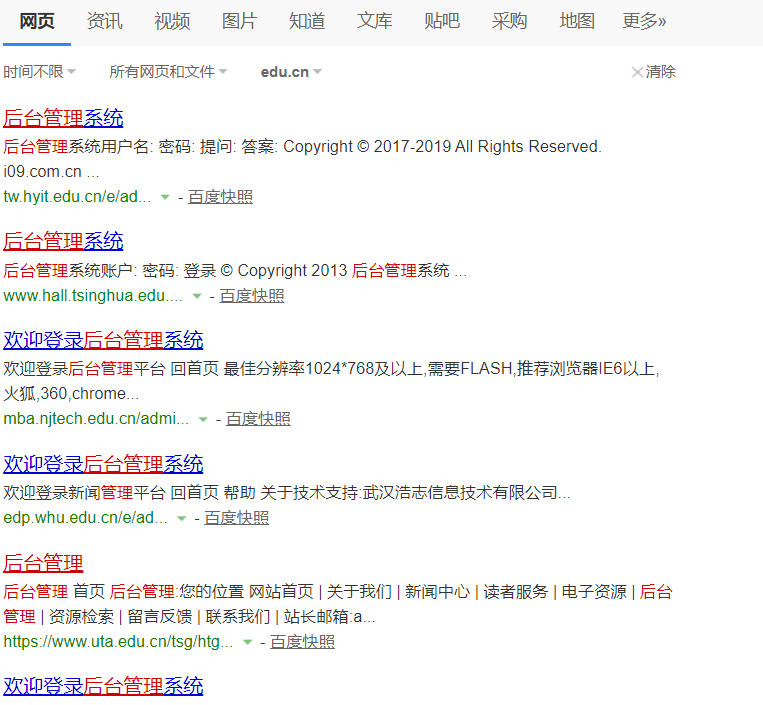 网页 资讯 视频 图片 知道 文库 贴吧 采购 地图 更多»
时间不限 所有网页和文件 edu.cn 清除
后台管理系统
后台管理系统用户名: 密码: 提问: 答案: Copyright © 2017-2019 All Rights Reserved.
i09.com.cn ...
tw.hyit.edu.cn/e/ad... - 百度快照
后台管理系统
后台管理系统账户: 密码: 登录 © Copyright 2013 后台管理系统 ...
www.hall.tsinghua.edu.... - 百度快照
欢迎登录后台管理系统
欢迎登录后台管理平台 回首页 最佳分辨率1024*768及以上,需要FLASH,推荐浏览器IE6以上,
火狐,360,chrome...
mba.njtech.edu.cn/admi... - 百度快照
欢迎登录后台管理系统
欢迎登录新闻管理平台 回首页 帮助 关于技术支持:武汉浩志信息技术有限公司...
edp.whu.edu.cn/e/ad... - 百度快照
后台管理
后台管理 首页 后台管理:您的位置 网站首页 | 关于我们 | 新闻中心 | 读者服务 | 电子资源 | 后台
管理 | 资源检索 | 留言反馈 | 联系我们 | 站长邮箱:a...
https://www.uta.edu.cn/tsg/htg... - 百度快照
欢迎登录后台管理系统